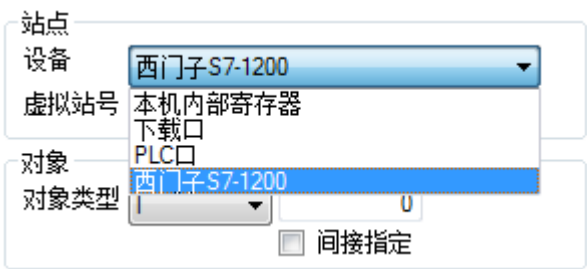 站点
设备
西门子S7-1200
虚拟站号
本机内部寄存器
下载口
PLC口
西门子S7-1200
对象
对象类型
0
间接指定